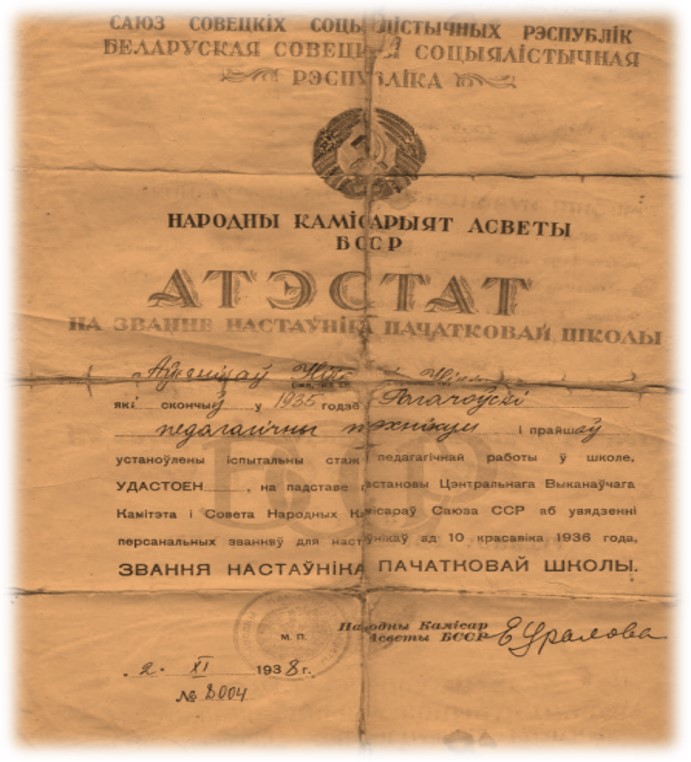 САЮЗ СОВЕЦКІХ СОЦЫЯЛІСТЫЧНЫХ РЭСПУБЛІК
БЕЛАРУСКАЯ СОВЕЦКАЯ СОЦЫЯЛІСТЫЧНАЯ
РЭСПУБЛІКА
НАРОДНЫ КАМІСАРЫЯТ АСВЕТЫ
БССР
АТЭСТАТ
НА ЗВАННЕ НАСТАЎНІКА ПАЧАТКОВАЙ ШКОЛЫ
які скончыў у 1935 годзе Рагачоўскі
педагагічны тэхнікум і прайшоў
устаноўлены іспытальны стаж педагагічнай работы ў школе,
УДАСТОЕН , на падставе пастановы Цэнтральнага Выканаўчага
Камітэта і Совета Народных Камісараў Саюза ССР аб увядзенні
персанальных званняў для настаўнікаў ад 10 красавіка 1936 года,
ЗВАННЯ НАСТАЎНІКА ПАЧАТКОВАЙ ШКОЛЫ.
Народны Камісар
Асветы БССР Е Уралова
м. п.
2. XI 1938 г.
№ 8004